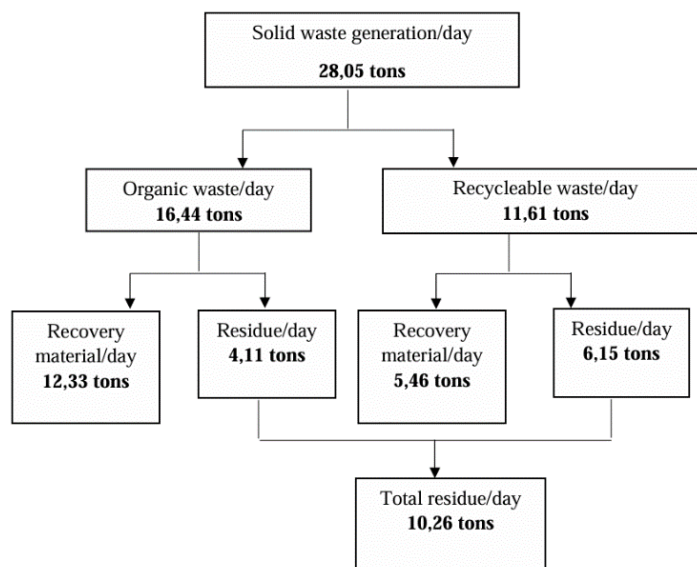 Solid waste generation/day
28,05 tons
Organic waste/day
16,44 tons
Recycleable waste/day
11,61 tons
Recovery
material/day
12,33 tons
Residue/day
4,11 tons
Recovery
material/day
5,46 tons
Residue/day
6,15 tons
Total residue/day
10,26 tons